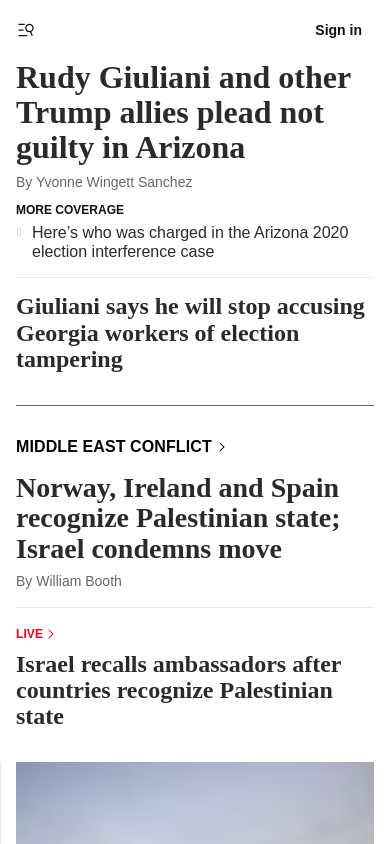 Sign in
Rudy Giuliani and other
Trump allies plead not
guilty in Arizona
By Yvonne Wingett Sanchez
MORE COVERAGE
Here’s who was charged in the Arizona 2020
election interference case
Giuliani says he will stop accusing
Georgia workers of election
tampering
MIDDLE EAST CONFLICT
Norway, Ireland and Spain
recognize Palestinian state;
Israel condemns move
By William Booth
LIVE
Israel recalls ambassadors after
countries recognize Palestinian
state